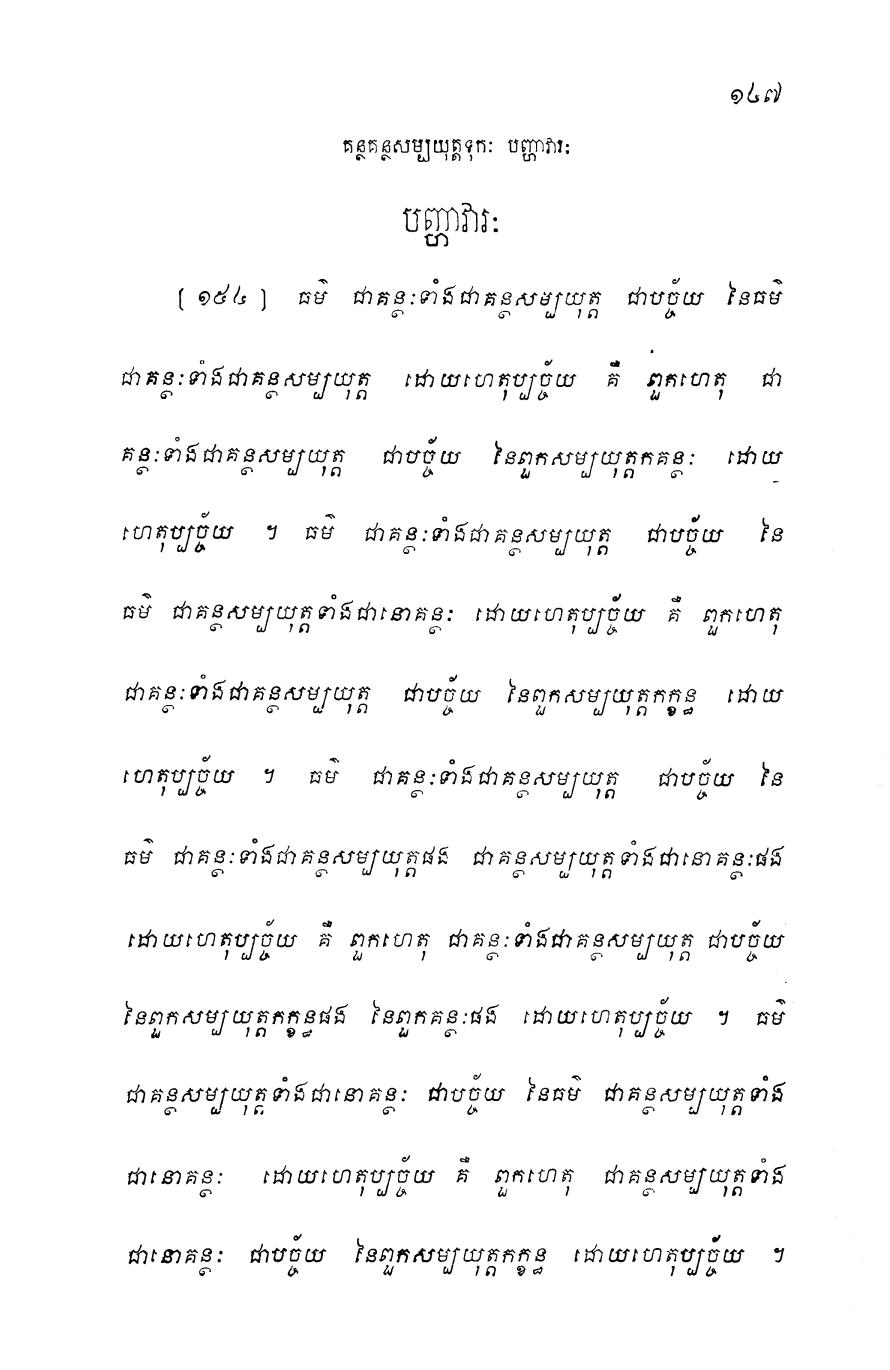 ១៤៧
គន្ថគន្ថសម្បយុត្តទុកៈ បញ្ហាវារៈ
បញ្ហាវារៈ
[ ១៥៤ ] ធម៌ ជាគន្ថៈទាំងជាគន្ថសម្បយុត្ត ជាបច្ច័យ នៃធម៌
ជាគន្ថៈទាំងជាគន្ថសម្បយុត្ត ដោយហេតុប្បច្ច័យ គឺ ពួកហេតុ ជា
គន្ថៈទាំងជាគន្ថសម្បយុត្ត ជាបច្ច័យ នៃពួកសម្បយុត្តកគន្ថៈ ដោយ
ហេតុប្បច្ច័យ ។ ធម៌ ជាគន្ថៈទាំងជាគន្ថសម្បយុត្ត ជាបច្ច័យ នៃ
ធម៌ ជាគន្ថសម្បយុត្តទាំងជានោគន្ថៈ ដោយហេតុប្បច្ច័យ គឺ ពួកហេតុ
ជាគន្ថៈទាំងជាគន្ថសម្បយុត្ត ជាបច្ច័យ នៃពួកសម្បយុត្តកក្ខន្ធ ដោយ
ហេតុប្បច្ច័យ ។ ធម៌ ជាគន្ថៈទាំងជាគន្ថសម្បយុត្ត ជាបច្ច័យ នៃ
ធម៌ ជាគន្ថៈទាំងជាគន្ថសម្បយុត្តផង ជាគន្ថសម្បយុត្តទាំងជានោគន្ថៈផង
ដោយហេតុប្បច្ច័យ គឺ ពួកហេតុ ជាគន្ថៈទាំងជាគន្ថសម្បយុត្ត ជាបច្ច័យ
នៃពួកសម្បយុត្តកក្ខន្ធផង នៃពួកគន្ថៈផង ដោយហេតុប្បច្ច័យ ។ ធម៌
ជាគន្ថសម្បយុត្តទាំងជានោគន្ថៈ ជាបច្ច័យ នៃធម៌ ជាគន្ថសម្បយុត្តទាំង
ជានោគន្ថៈ ដោយហេតុប្បច្ច័យ គឺ ពួកហេតុ ជាគន្ថសម្បយុត្តទាំង
ជានោគន្ថៈ ជាបច្ច័យ នៃពួកសម្បយុត្តកក្ខន្ធ ដោយហេតុប្បច្ច័យ ។